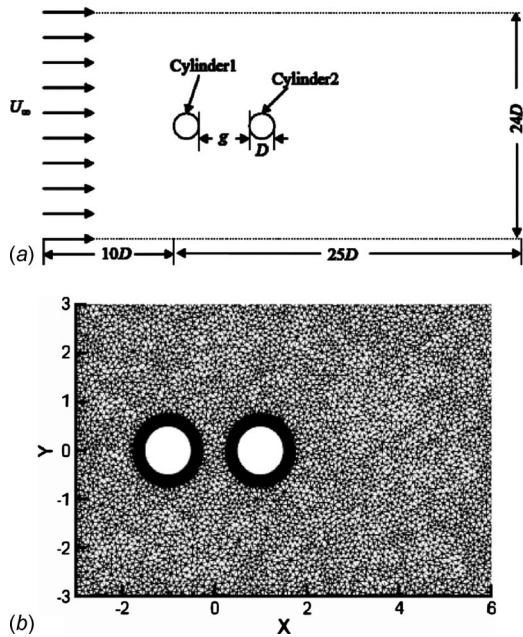 Cylinder1
Cylinder2
U∞
g
D
24D
10D
25D
(a)
3
2
1
0
-1
-2
-3
Y
-2 0 2 4 6
X
(b)